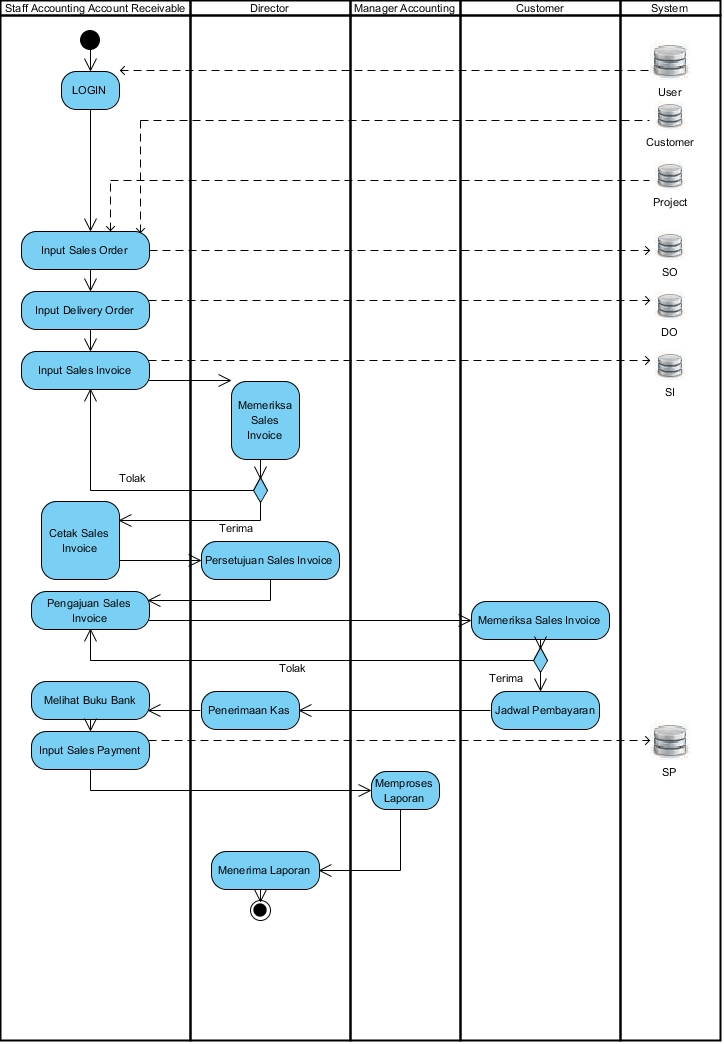 Staff Accounting Account Receivable
Director
Manager Accounting
Customer
System
LOGIN
User
Customer
Project
Input Sales Order
SO
Input Delivery Order
DO
Input Sales Invoice
SI
Memeriksa
Sales
Invoice
Tolak
Terima
Cetak Sales
Invoice
Persetujuan Sales Invoice
Pengajuan Sales
Invoice
Memeriksa Sales Invoice
Tolak
Terima
Melihat Buku Bank
Penerimaan Kas
Jadwal Pembayaran
Input Sales Payment
SP
Memproses
Laporan
Menerima Laporan